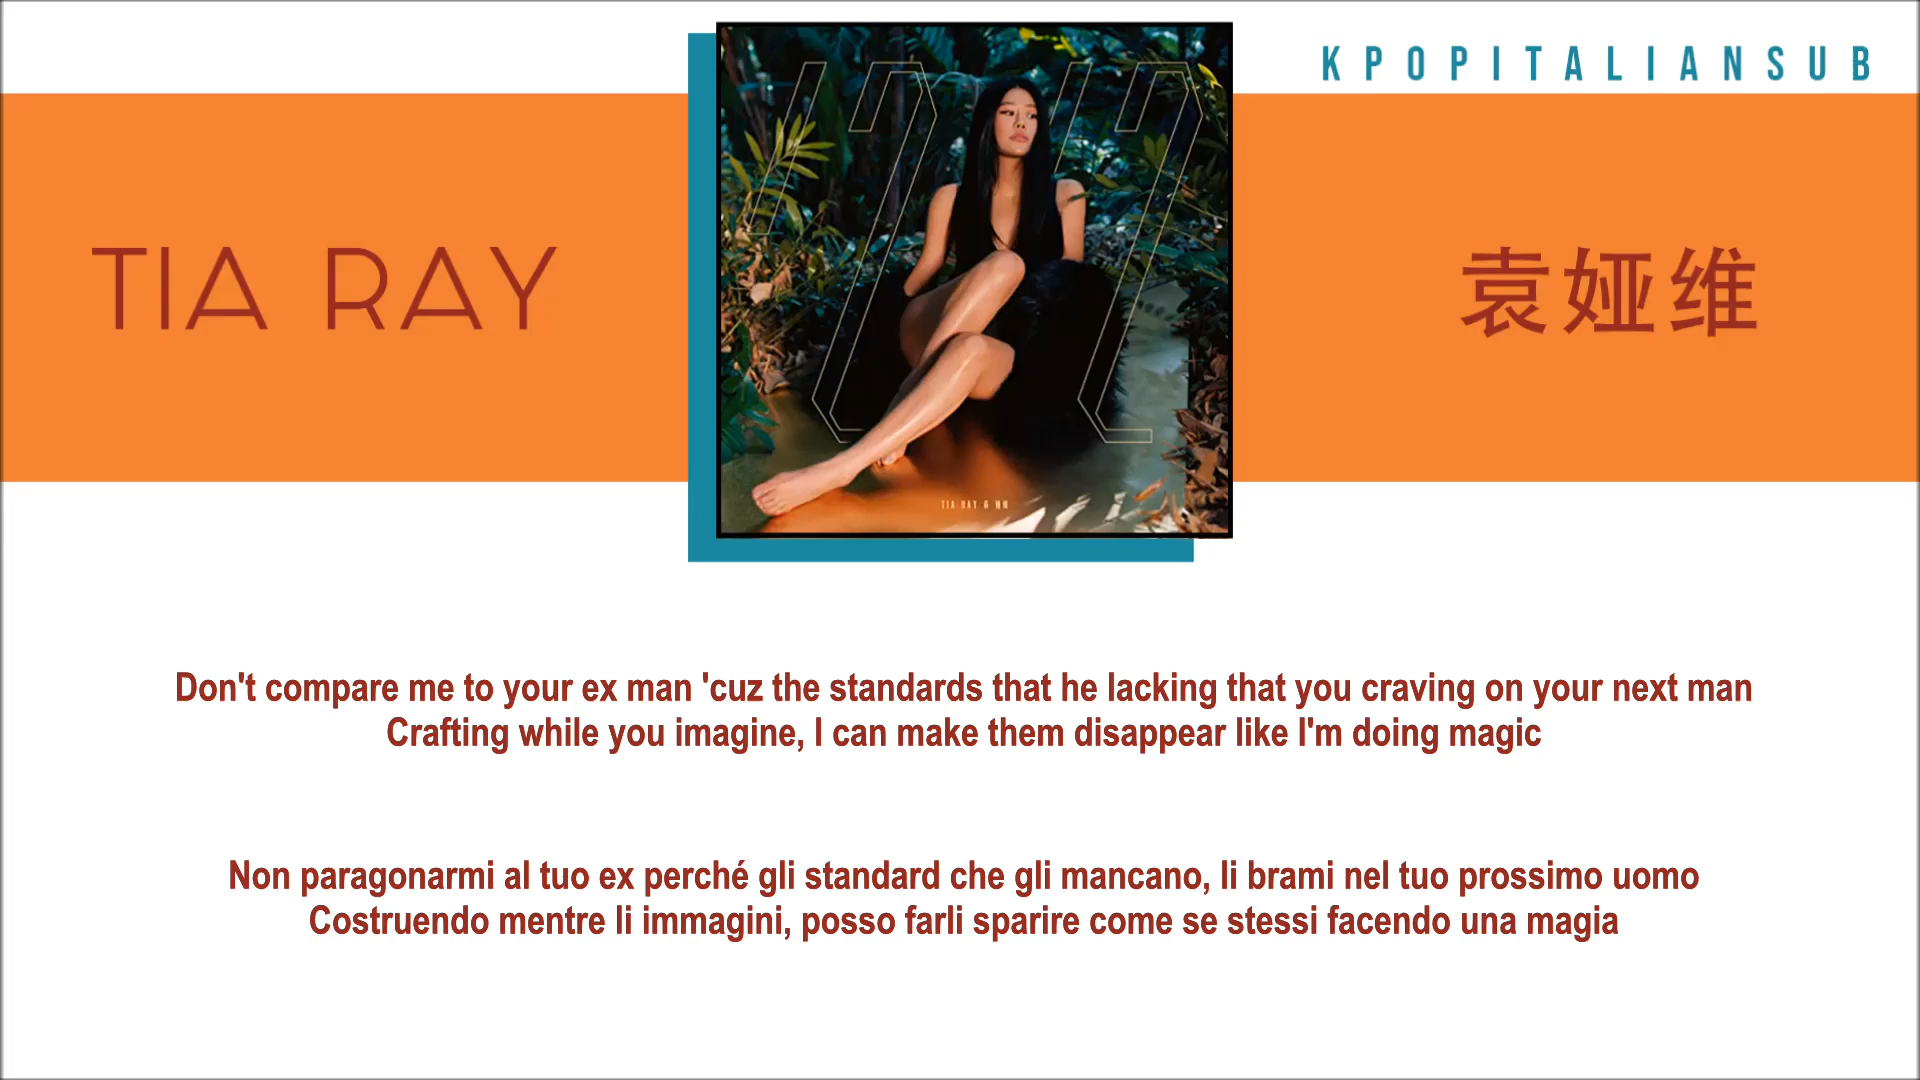 KPOPITALIANSUB
TIA RAY
袁娅维
TIA RAY &
Don't compare me to your ex man 'cuz the standards that he lacking that you craving on your next man
Crafting while you imagine, I can make them disappear like I'm doing magic
Non paragonarmi al tuo ex perché gli standard che gli mancano, li brami nel tuo prossimo uomo
Costruendo mentre li immagini, posso farli sparire come se stessi facendo una magia